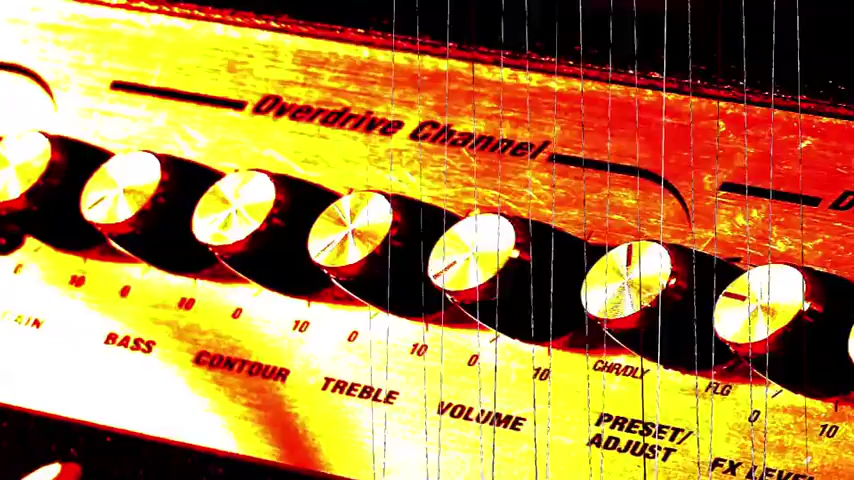 Overdrive Channel
D
0 10 0 10 0 10 0 10 0 10 CHR/DLY FLG 0 10
AIN BASS CONTOUR TREBLE VOLUME PRESET/ FX LEVEL
ADJUST